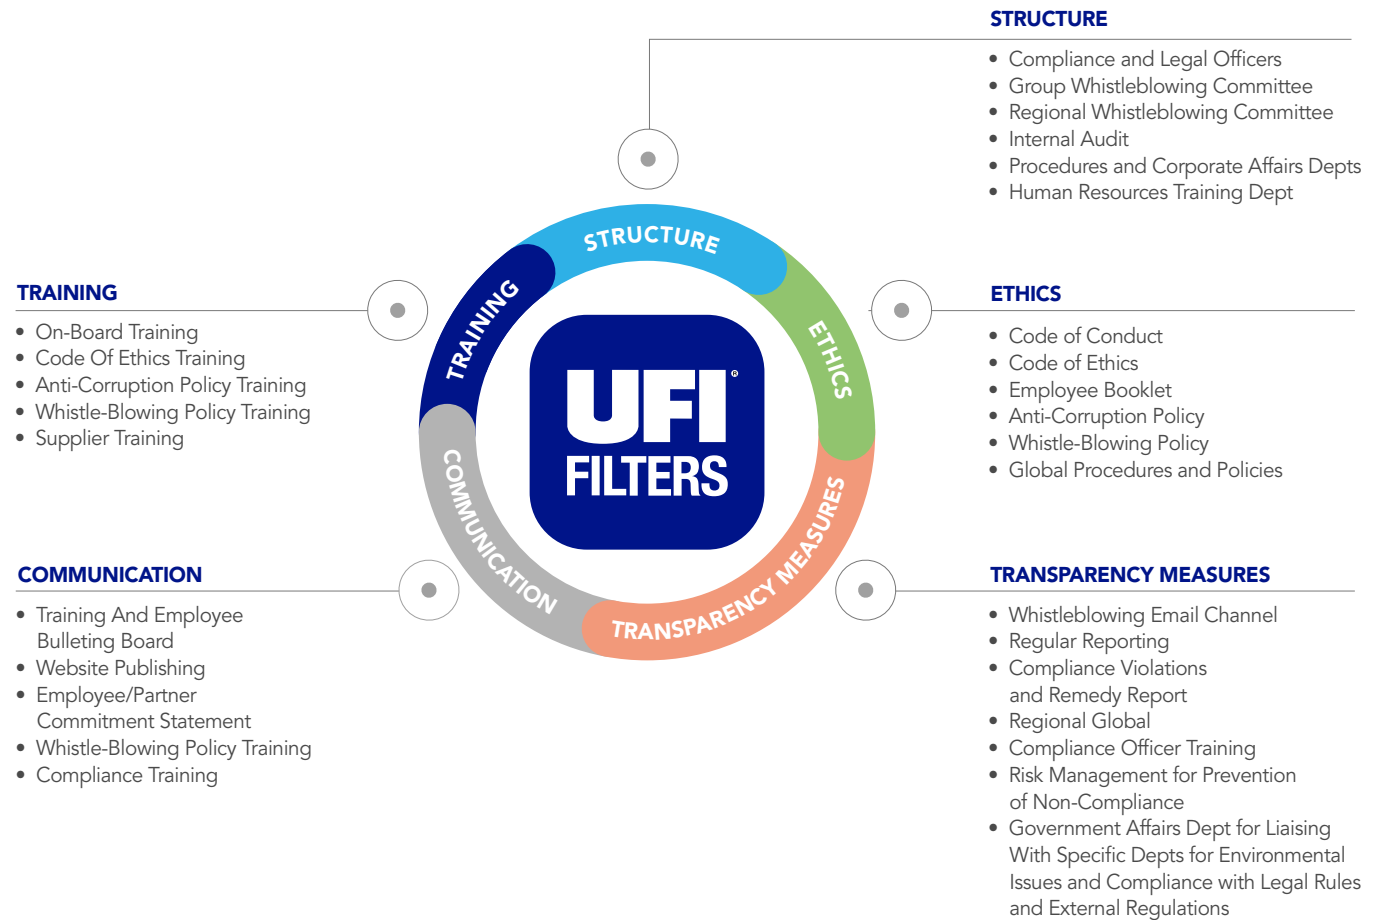 STRUCTURE
• Compliance and Legal Officers
• Group Whistleblowing Committee
• Regional Whistleblowing Committee
• Internal Audit
• Procedures and Corporate Affairs Depts
• Human Resources Training Dept
TRAINING
• On-Board Training
• Code Of Ethics Training
• Anti-Corruption Policy Training
• Whistle-Blowing Policy Training
• Supplier Training
COMMUNICATION
• Training And Employee
Bulleting Board
• Website Publishing
• Employee/Partner
Commitment Statement
• Whistle-Blowing Policy Training
• Compliance Training
STRUCTURE
ETHICS
TRANSPARENCY MEASURES
COMMUNICATION
TRAINING
UFI®
FILTERS
ETHICS
• Code of Conduct
• Code of Ethics
• Employee Booklet
• Anti-Corruption Policy
• Whistle-Blowing Policy
• Global Procedures and Policies
TRANSPARENCY MEASURES
• Whistleblowing Email Channel
• Regular Reporting
• Compliance Violations
and Remedy Report
• Regional Global
• Compliance Officer Training
• Risk Management for Prevention
of Non-Compliance
• Government Affairs Dept for Liaising
With Specific Depts for Environmental
Issues and Compliance with Legal Rules
and External Regulations